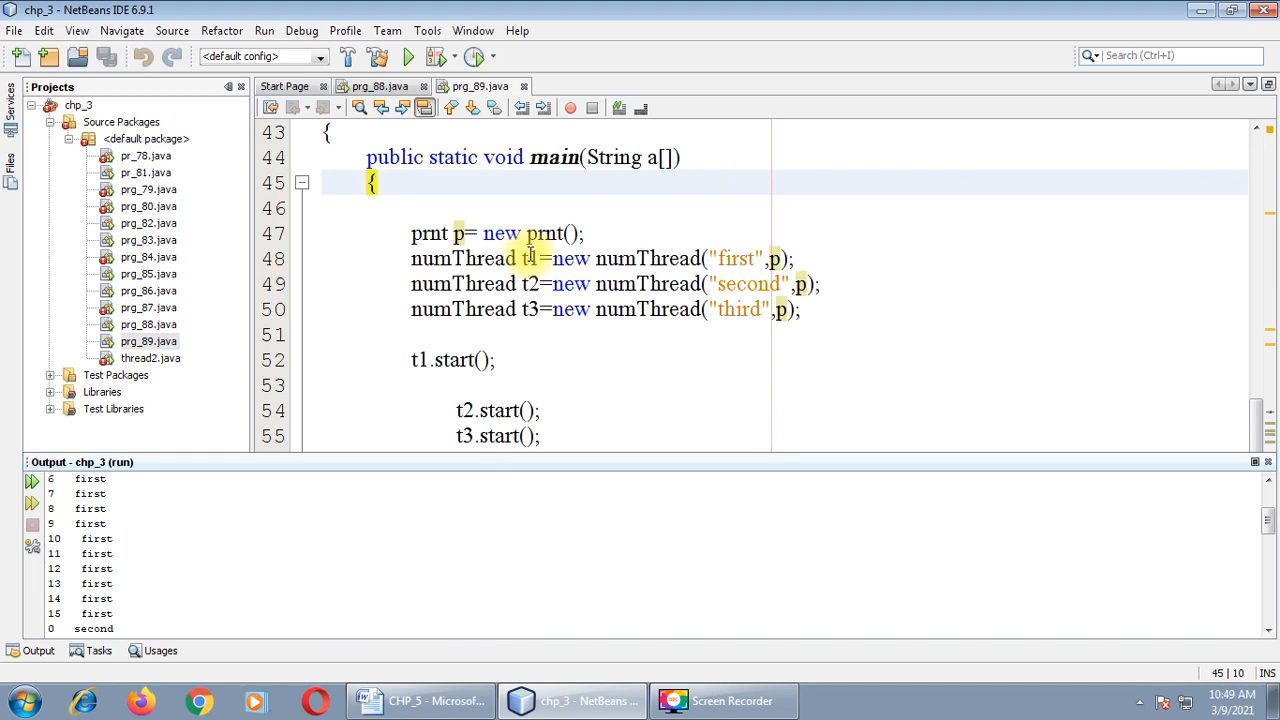 chp_3 - NetBeans IDE 6.9.1
File Edit View Navigate Source Refactor Run Debug Profile Team Tools Window Help
<default config>
Search (Ctrl+I)
Projects
Start Page
prg_88.java
prg_89.java
Services
Files
chp_3
Source Packages
<default package>
pr_78.java
pr_81.java
prg_79.java
prg_80.java
prg_82.java
prg_83.java
prg_84.java
prg_85.java
prg_86.java
prg_87.java
prg_88.java
prg_89.java
thread2.java
Test Packages
Libraries
Test Libraries
43 {
44 public static void main(String a[])
45 {
46
47 prnt p= new prnt();
48 numThread t1=new numThread("first",p);
49 numThread t2=new numThread("second",p);
50 numThread t3=new numThread("third",p);
51
52 t1.start();
53
54 t2.start();
55 t3.start();
Output - chp_3 (run)
6 first
7 first
8 first
9 first
10 first
11 first
12 first
13 first
14 first
15 first
0 second
Output Tasks Usages
45 | 10 INS
CHP_5 - Microsof...
chp_3 - NetBeans ...
Screen Recorder
10:49 AM
3/9/2021